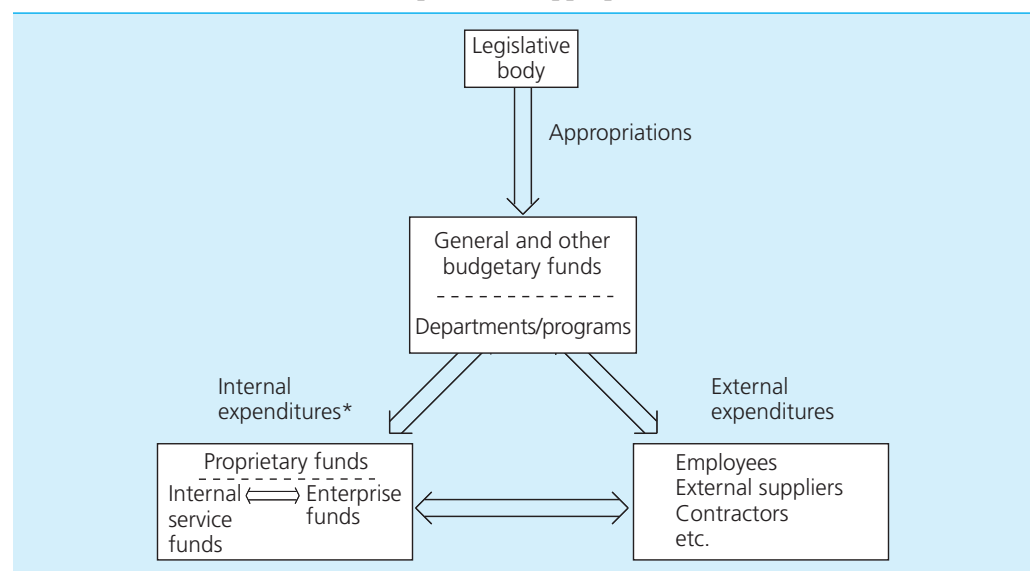 Legislative
body
Appropriations
General and other
budgetary funds
Departments/programs
Internal
expenditures*
External
expenditures
Proprietary funds
Internal
service
funds
Enterprise
funds
Employees
External suppliers
Contractors
etc.